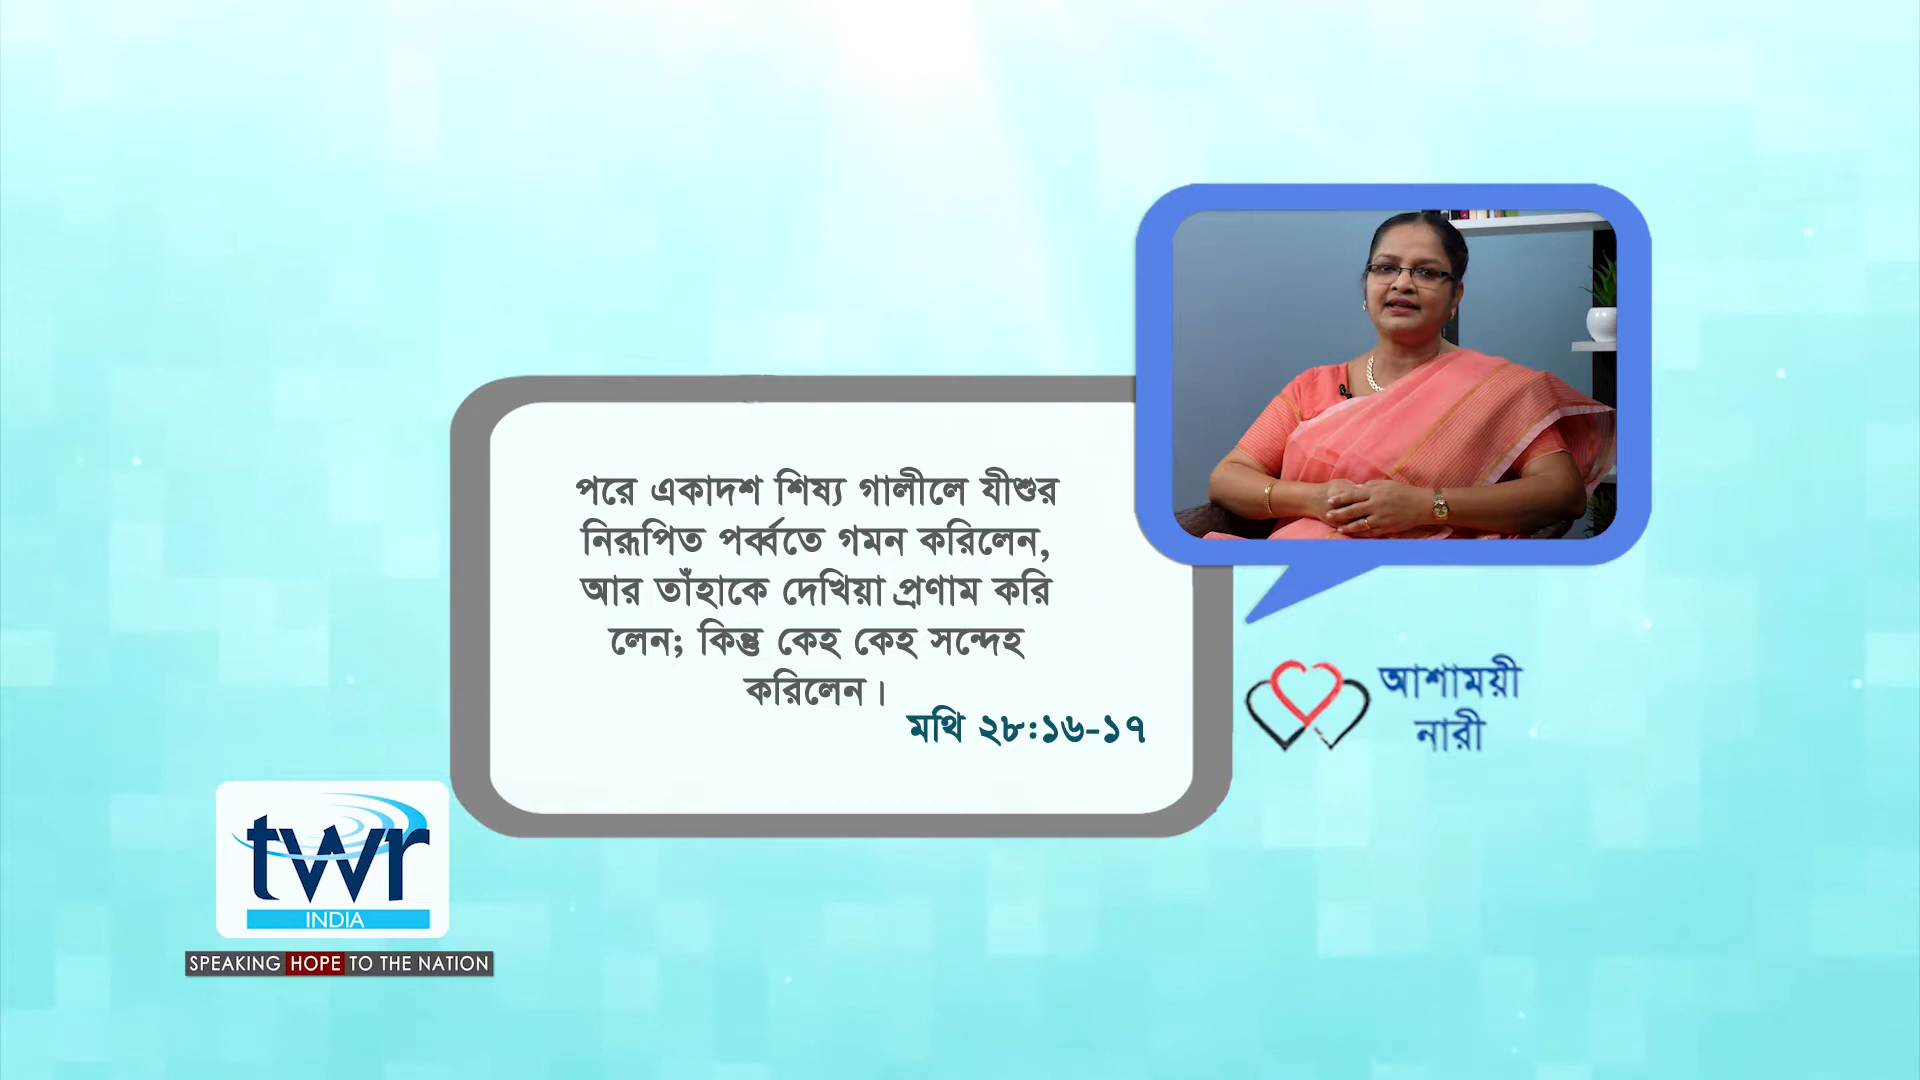 পরে একাদশ শিষ্য গালীলে যীশুর
নিরূপিত পর্ব্বতে গমন করিলেন,
আর তাঁহাকে দেখিয়া প্রণাম করি
লেন; কিন্তু কেহ কেহ সন্দেহ
করিলেন।
মথি ২৮:১৬-১৭
আশাময়ী
নারী
twr
INDIA
SPEAKING HOPE TO THE NATION